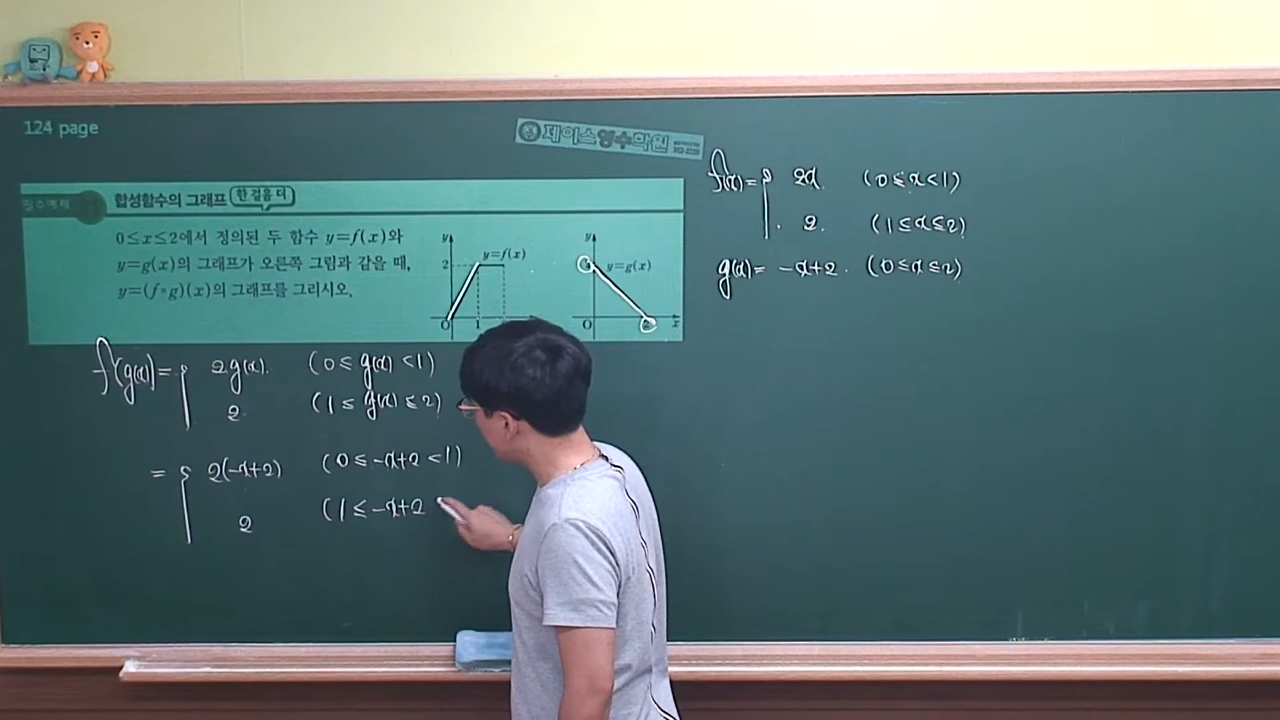 124 page
제이스영수학원
필수예제
합성함수의 그래프 한 걸음 더
0≤x≤2에서 정의된 두 함수 y=f(x)와
y=g(x)의 그래프가 오른쪽 그림과 같을 때,
y=(f∘g)(x)의 그래프를 그리시오.
y
2
y=f(x)
O
1
y
y=g(x)
O
x
f(x)= 2x. (0≤x<1)
2. (1≤x≤2)
g(x)= -x+2. (0≤x≤2)
f(g(x))= 2g(x). (0≤g(x)<1)
2. (1≤g(x)≤2)
= 2(-x+2) (0≤-x+2<1)
2 (1≤-x+2